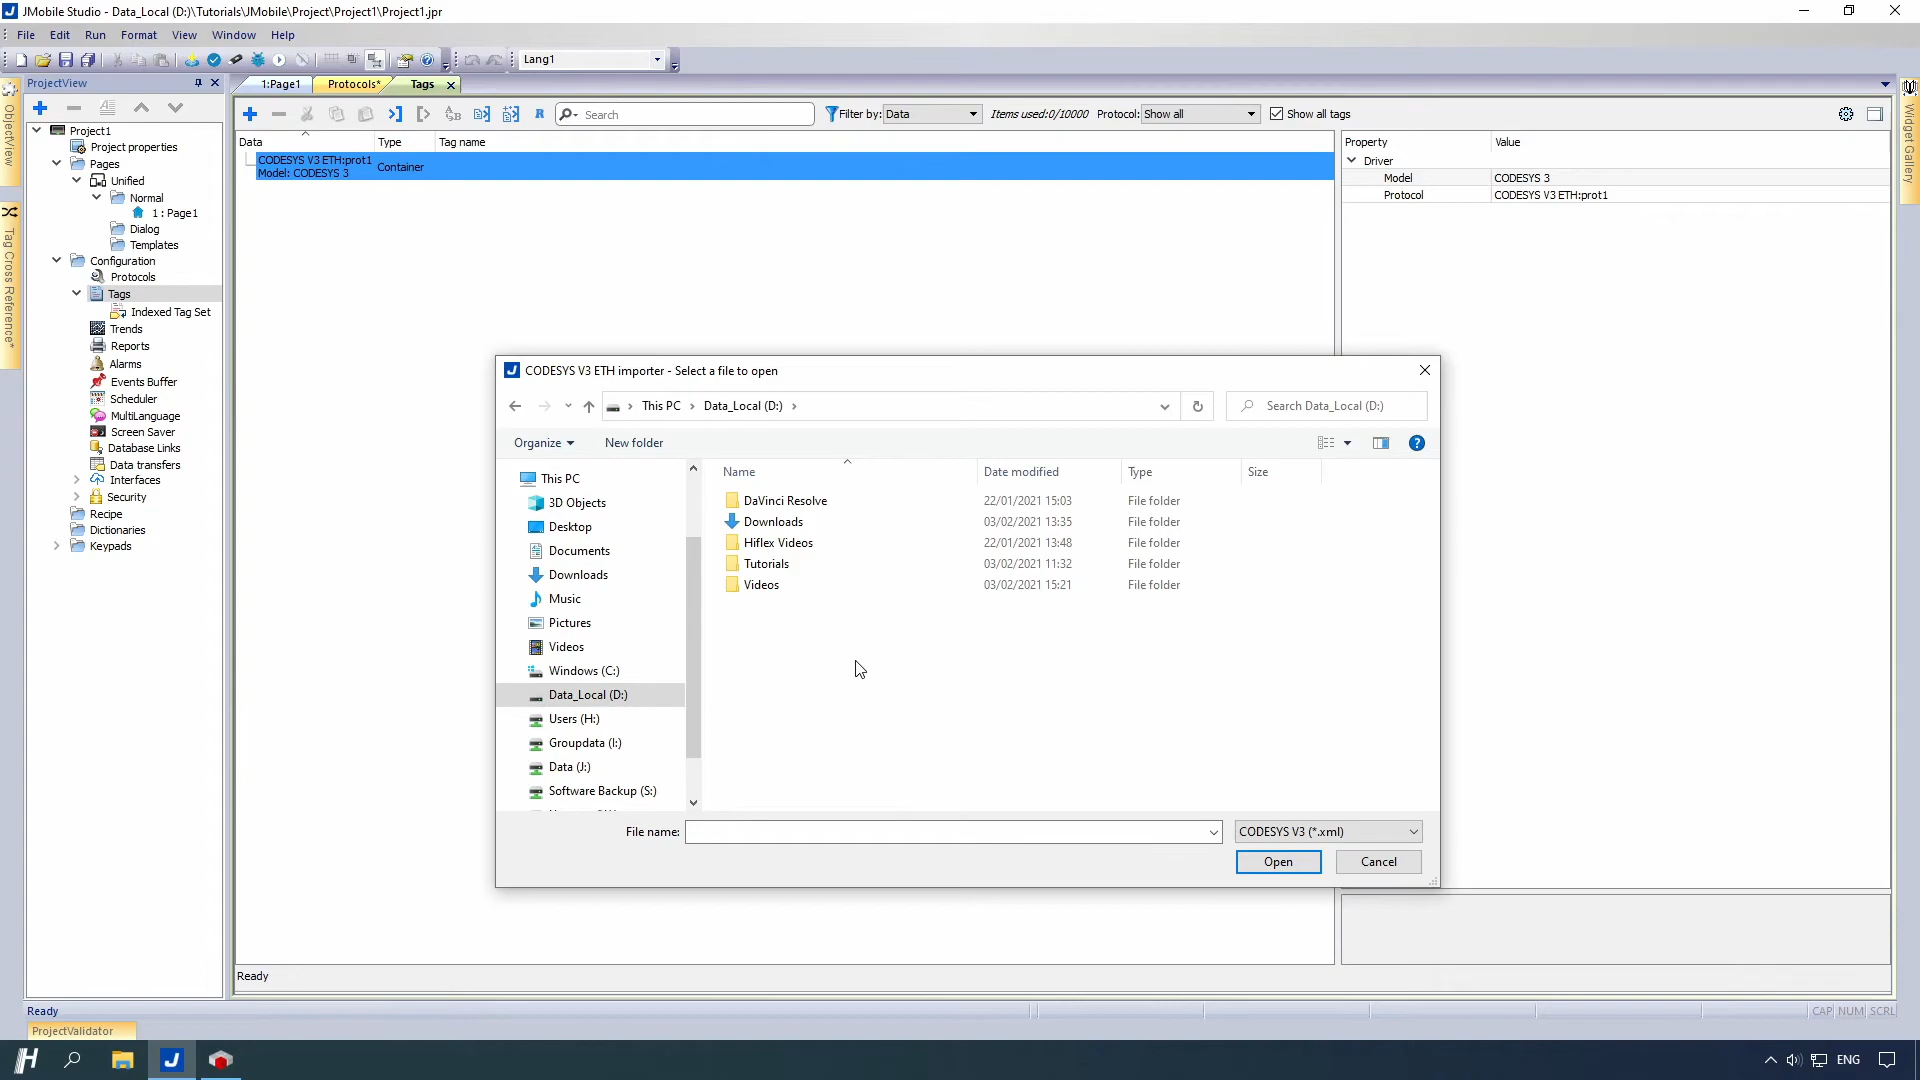 JMobile Studio - Data_Local (D:)\Tutorials\JMobile\Project\Project1\Project1.jpr
File Edit Run Format View Window Help
Lang1
ProjectView
1:Page1 Protocols* Tags
Search
Filter by: Data Items used:0/10000 Protocol: Show all Show all tags
Data Type Tag name
CODESYS V3 ETH:prot1
Model: CODESYS 3
Container
Property Value
Driver
Model CODESYS 3
Protocol CODESYS V3 ETH:prot1
ObjectView
Tag Cross Reference*
Widget Gallery
Project1
Project properties
Pages
Unified
Normal
1 : Page1
Dialog
Templates
Configuration
Protocols
Tags
Indexed Tag Set
Trends
Reports
Alarms
Events Buffer
Scheduler
MultiLanguage
Screen Saver
Database Links
Data transfers
Interfaces
Security
Recipe
Dictionaries
Keypads
CODESYS V3 ETH importer - Select a file to open
This PC Data_Local (D:)
Search Data_Local (D:)
Organize New folder
This PC
3D Objects
Desktop
Documents
Downloads
Music
Pictures
Videos
Windows (C:)
Data_Local (D:)
Users (H:)
Groupdata (I:)
Data (J:)
Software Backup (S:)
Name Date modified Type Size
DaVinci Resolve 22/01/2021 15:03 File folder
Downloads 03/02/2021 13:35 File folder
Hiflex Videos 22/01/2021 13:48 File folder
Tutorials 03/02/2021 11:32 File folder
Videos 03/02/2021 15:21 File folder
File name: CODESYS V3 (*.xml)
Open Cancel
Ready
Ready
CAP NUM SCRL
ProjectValidator
ENG